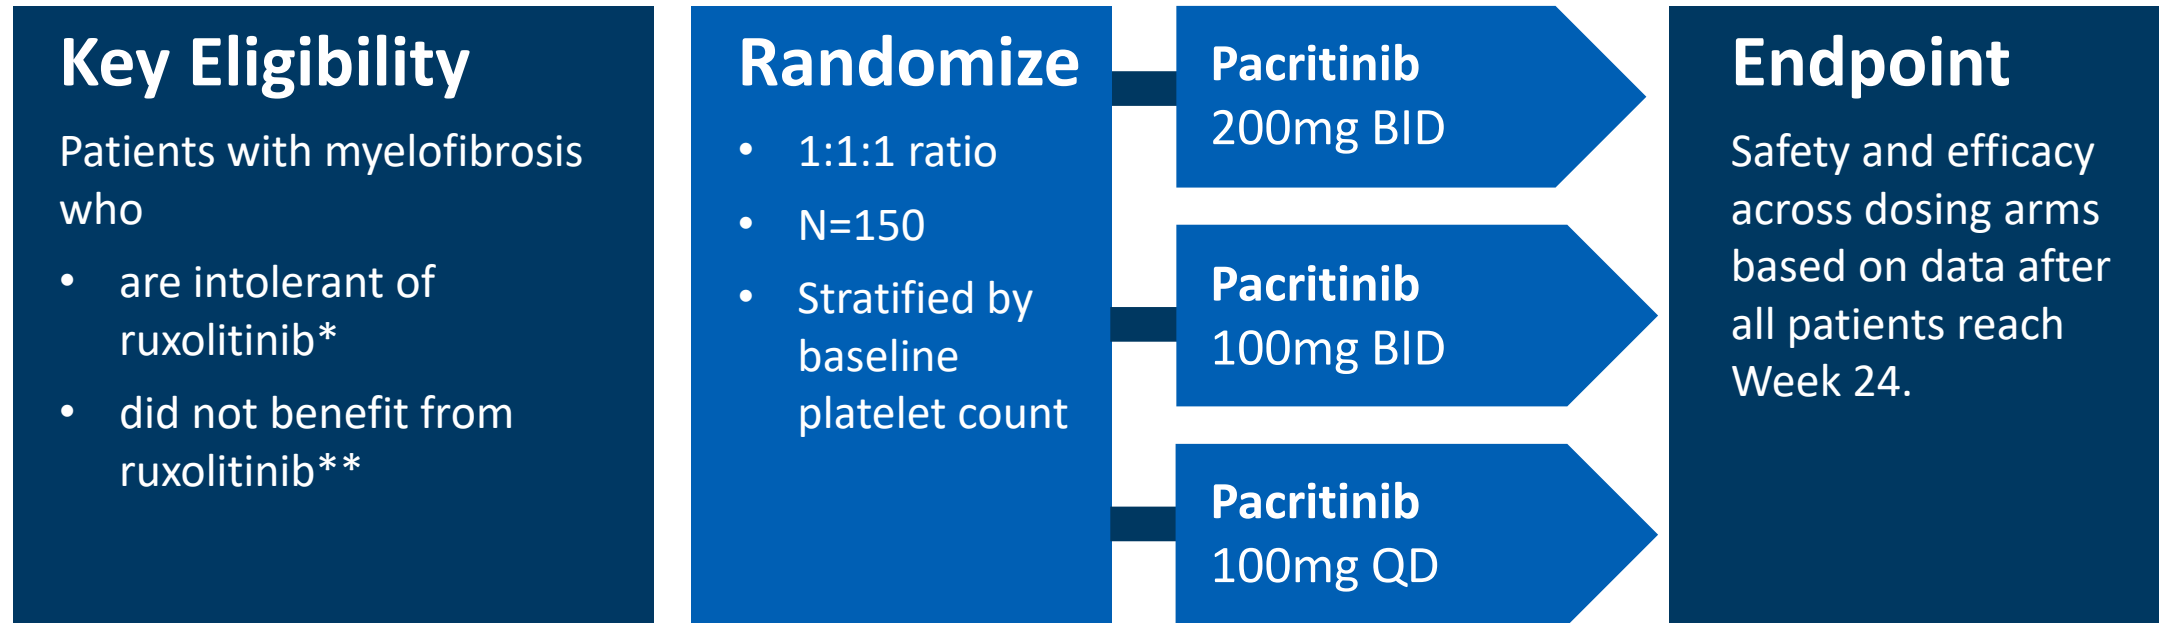 Key Eligibility
Patients with myelofibrosis
who
• are intolerant of
ruxolitinib*
• did not benefit from
ruxolitinib**
Randomize
• 1:1:1 ratio
• N=150
• Stratified by
baseline
platelet count
Pacritinib
200mg BID
Pacritinib
100mg BID
Pacritinib
100mg QD
Endpoint
Safety and efficacy
across dosing arms
based on data after
all patients reach
Week 24.